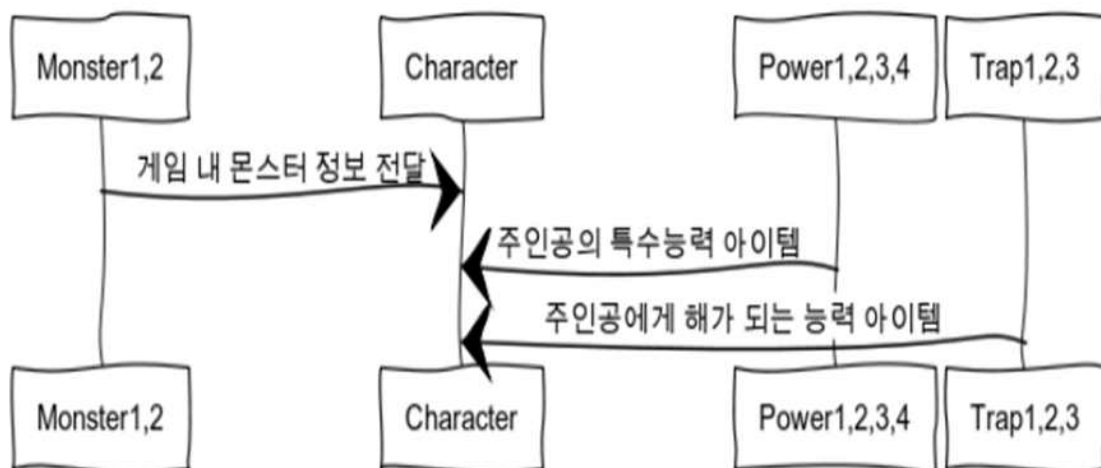 Monster1,2
Character
Power1,2,3,4
Trap1,2,3
게임 내 몬스터 정보 전달
주인공의 특수능력 아이템
주인공에게 해가 되는 능력 아이템
Monster1,2
Character
Power1,2,3,4
Trap1,2,3